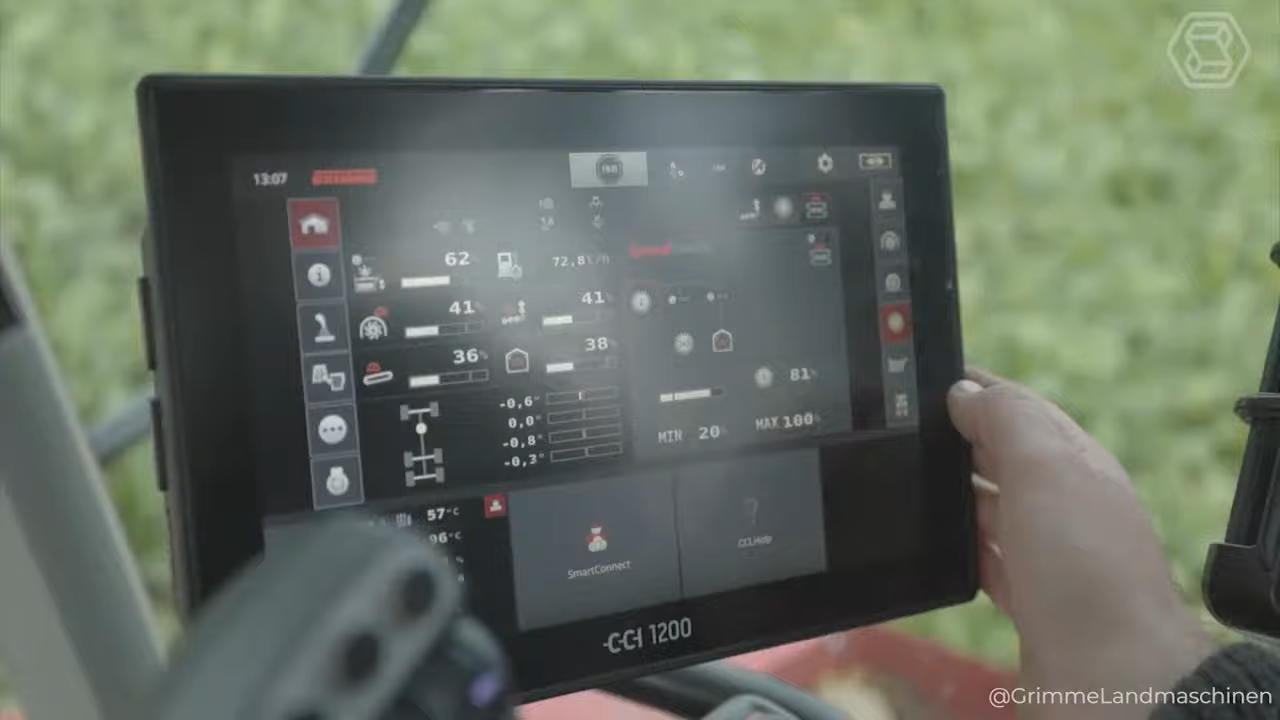 13:07
62
72,8l/h
41
41
36
38
-0,6°
0,0°
-0,8°
-0,3°
81
MIN 20
MAX 100
57°C
96°C
SmartConnect
CCI.Help
CCI 1200
@GrimmeLandmaschinen